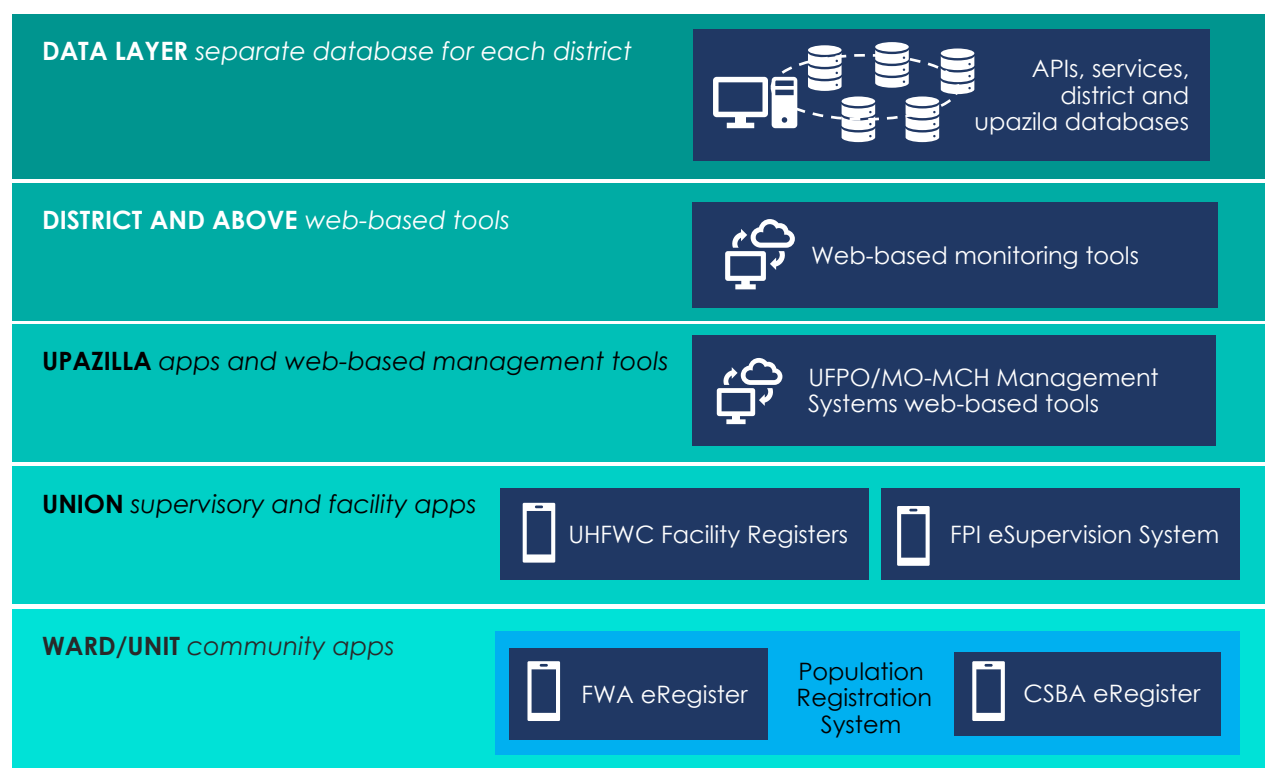 DATA LAYER separate database for each district
APIs, services,
district and
upazila databases
DISTRICT AND ABOVE web-based tools
Web-based monitoring tools
UPAZILLA apps and web-based management tools
UFPO/MO-MCH Management
Systems web-based tools
UNION supervisory and facility apps
UHFWC Facility Registers
FPI eSupervision System
WARD/UNIT community apps
FWA eRegister
Population
Registration
System
CSBA eRegister